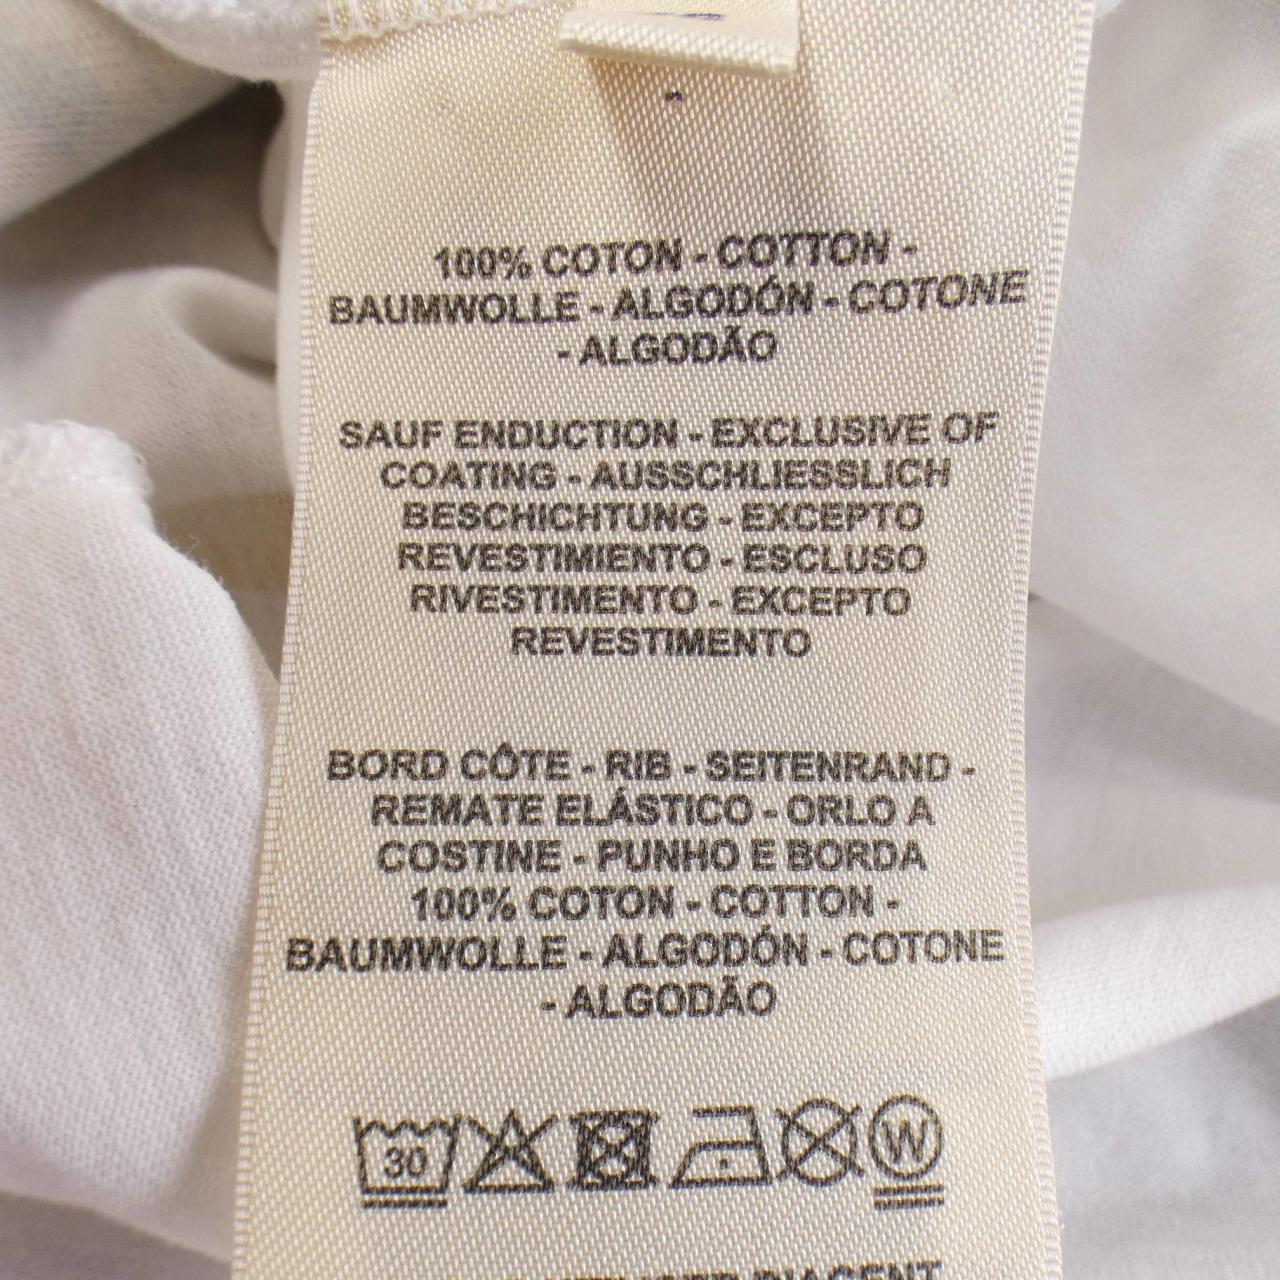 100% COTON - COTTON -
BAUMWOLLE - ALGODÓN - COTONE
- ALGODÃO
SAUF ENDUCTION - EXCLUSIVE OF
COATING - AUSSCHLIESSLICH
BESCHICHTUNG - EXCEPTO
REVESTIMIENTO - ESCLUSO
RIVESTIMENTO - EXCEPTO
REVESTIMENTO
BORD CÔTE - RIB - SEITENRAND -
REMATE ELÁSTICO - ORLO A
COSTINE - PUNHO E BORDA
100% COTON - COTTON -
BAUMWOLLE - ALGODÓN - COTONE
- ALGODÃO
30 W